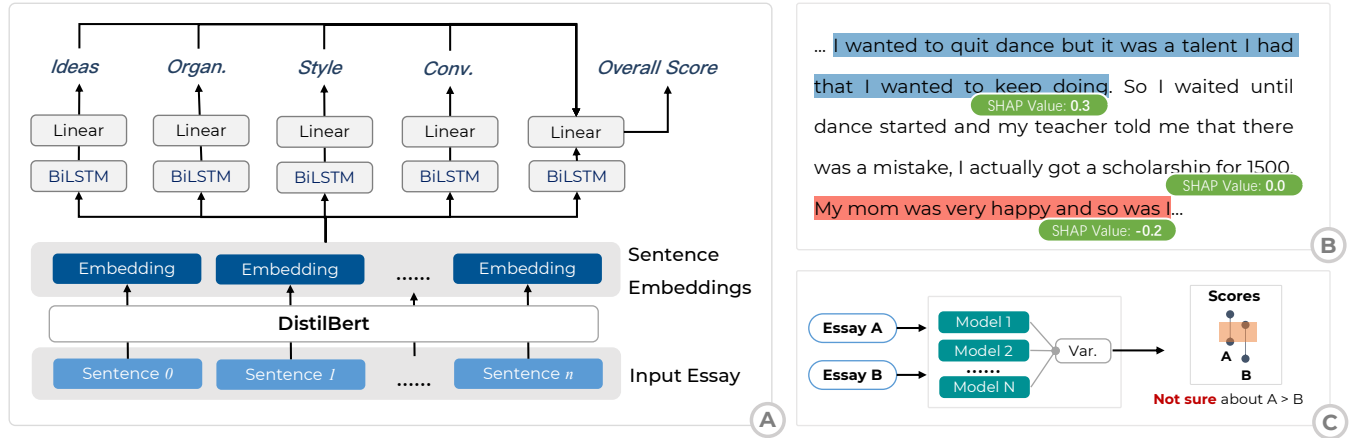 Ideas Organ. Style Conv. Overall Score
Linear Linear Linear Linear Linear
BiLSTM BiLSTM BiLSTM BiLSTM BiLSTM
Embedding Embedding ...... Embedding
Sentence
Embeddings
DistilBert
Sentence 0 Sentence 1 ...... Sentence n
Input Essay
A
... I wanted to quit dance but it was a talent I had
that I wanted to keep doing. So I waited until
SHAP Value: 0.3
dance started and my teacher told me that there
was a mistake, I actually got a scholarship for 1500.
SHAP Value: 0.0
My mom was very happy and so was I...
SHAP Value: -0.2
B
Essay A
Essay B
Model 1
Model 2
......
Model N
Var.
Scores
A
B
Not sure about A > B
C